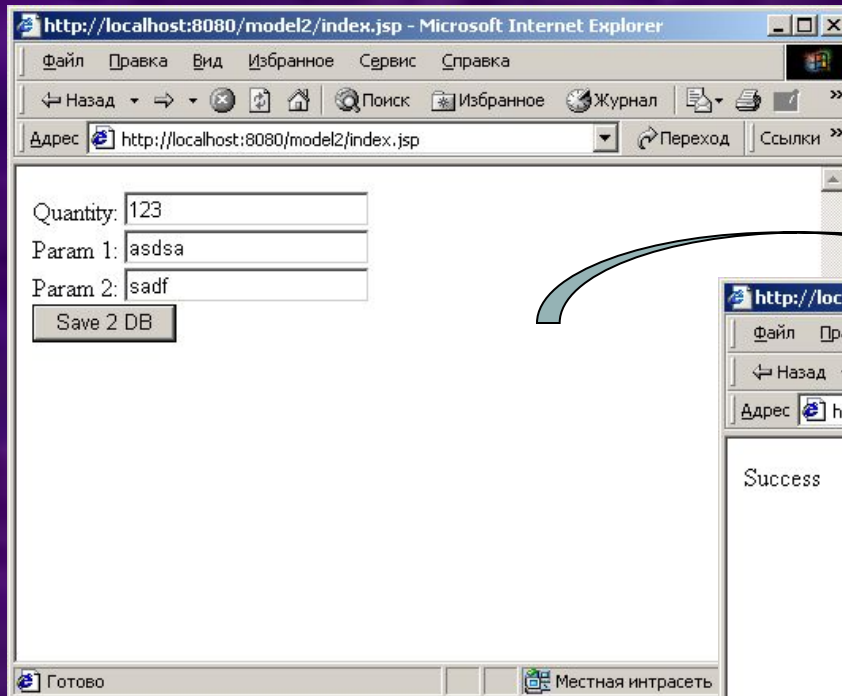 http://localhost:8080/model2/index.jsp - Microsoft Internet Explorer
Файл Правка Вид Избранное Сервис Справка
Назад Поиск Избранное Журнал »
Адрес http://localhost:8080/model2/index.jsp Переход Ссылки »
Quantity: 123
Param 1: asdsa
Param 2: sadf
Save 2 DB
Готово Местная интрасеть
http://loc
Файл Пра
Назад
Адрес h
Success